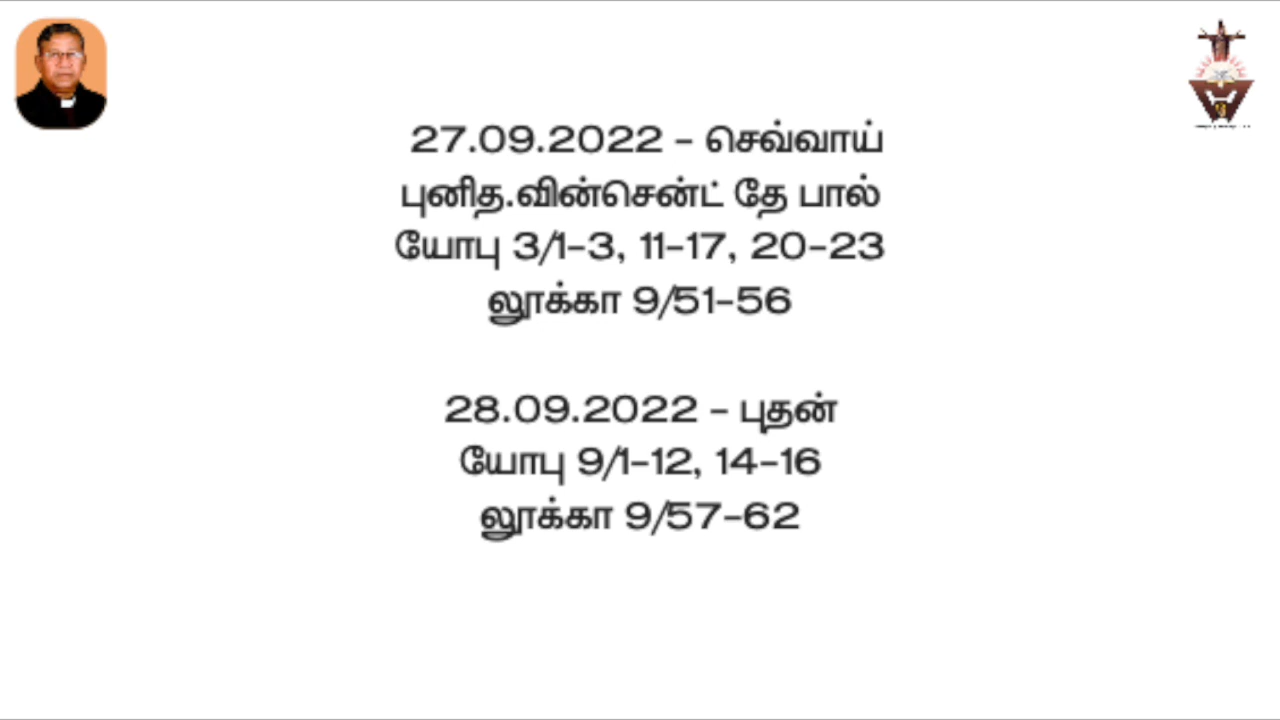 27.09.2022 – செவ்வாய்
புனித.வின்சென்ட் தே பால்
யோபு 3/1–3, 11–17, 20–23
லூக்கா 9/51–56
28.09.2022 – புதன்
யோபு 9/1–12, 14–16
லூக்கா 9/57–62